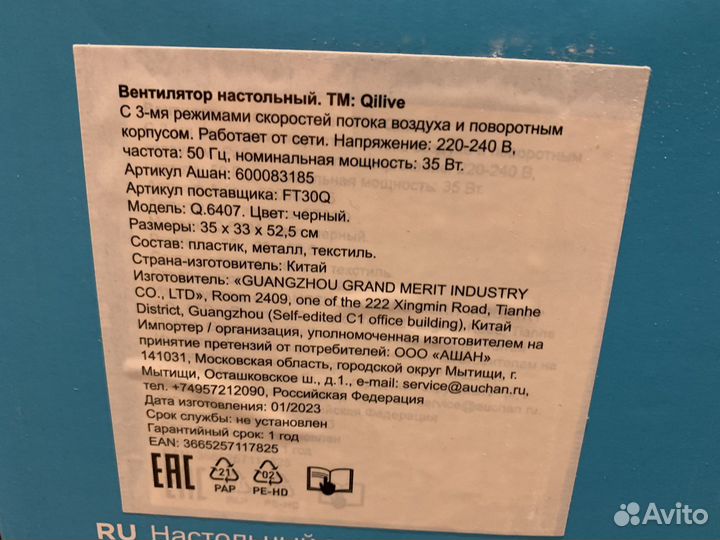 Вентилятор настольный. ТМ: Qilive
С 3-мя режимами скоростей потока воздуха и поворотным
корпусом. Работает от сети. Напряжение: 220-240 В,
частота: 50 Гц, номинальная мощность: 35 Вт.
Артикул Ашан: 600083185
Артикул поставщика: FT30Q
Модель: Q.6407. Цвет: черный.
Размеры: 35 x 33 x 52,5 см
Состав: пластик, металл, текстиль.
Страна-изготовитель: Китай
Изготовитель: «GUANGZHOU GRAND MERIT INDUSTRY
CO., LTD», Room 2409, one of the 222 Xingmin Road, Tianhe
District, Guangzhou (Self-edited C1 office building), Китай
Импортер / организация, уполномоченная изготовителем на
принятие претензий от потребителей: ООО «АШАН»
141031, Московская область, городской округ Мытищи, г.
Мытищи, Осташковское ш., д.1., e-mail: service@auchan.ru,
тел. +74957212090, Российская Федерация
Дата изготовления: 01/2023
Срок службы: не установлен
Гарантийный срок: 1 год
EAN: 3665257117825
EAC 21 PAP 02 PE-HD
RU Настольный
Avito